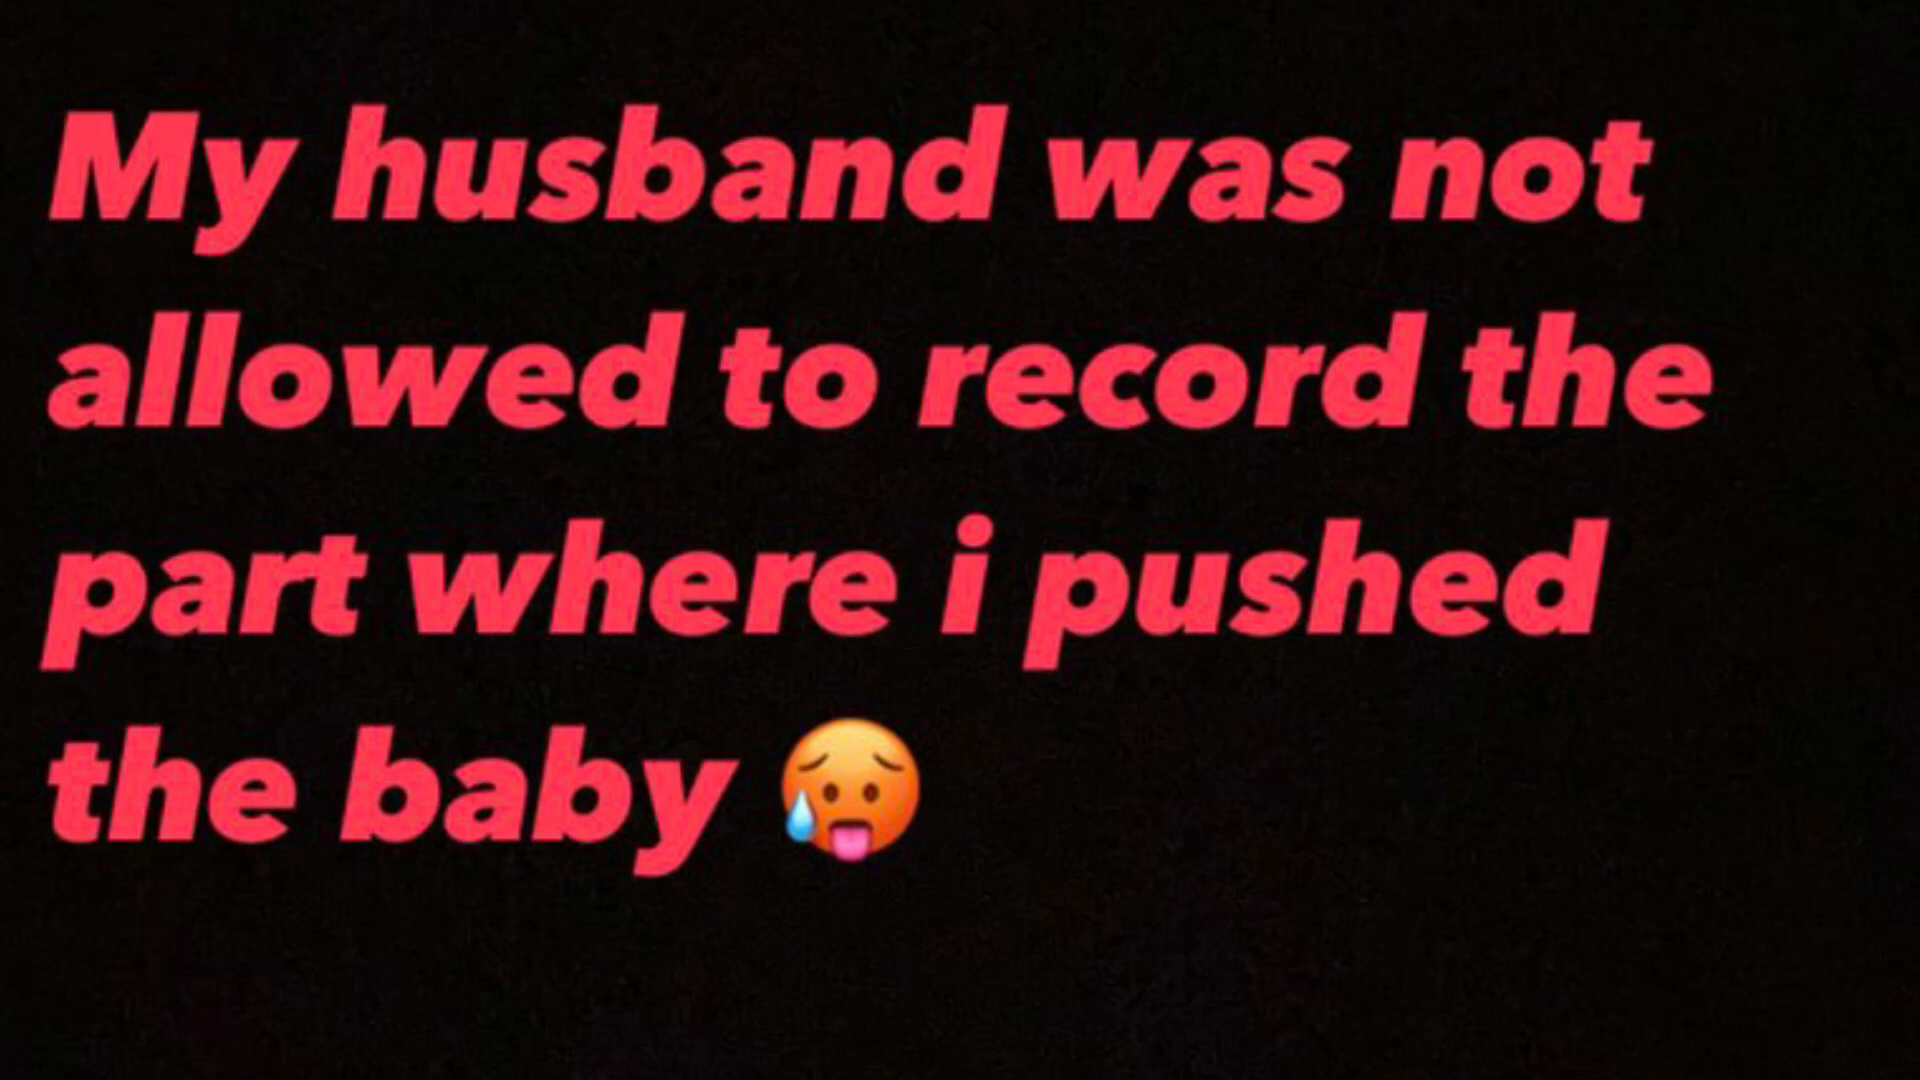 My husband was not
allowed to record the
part where i pushed
the baby 🥵